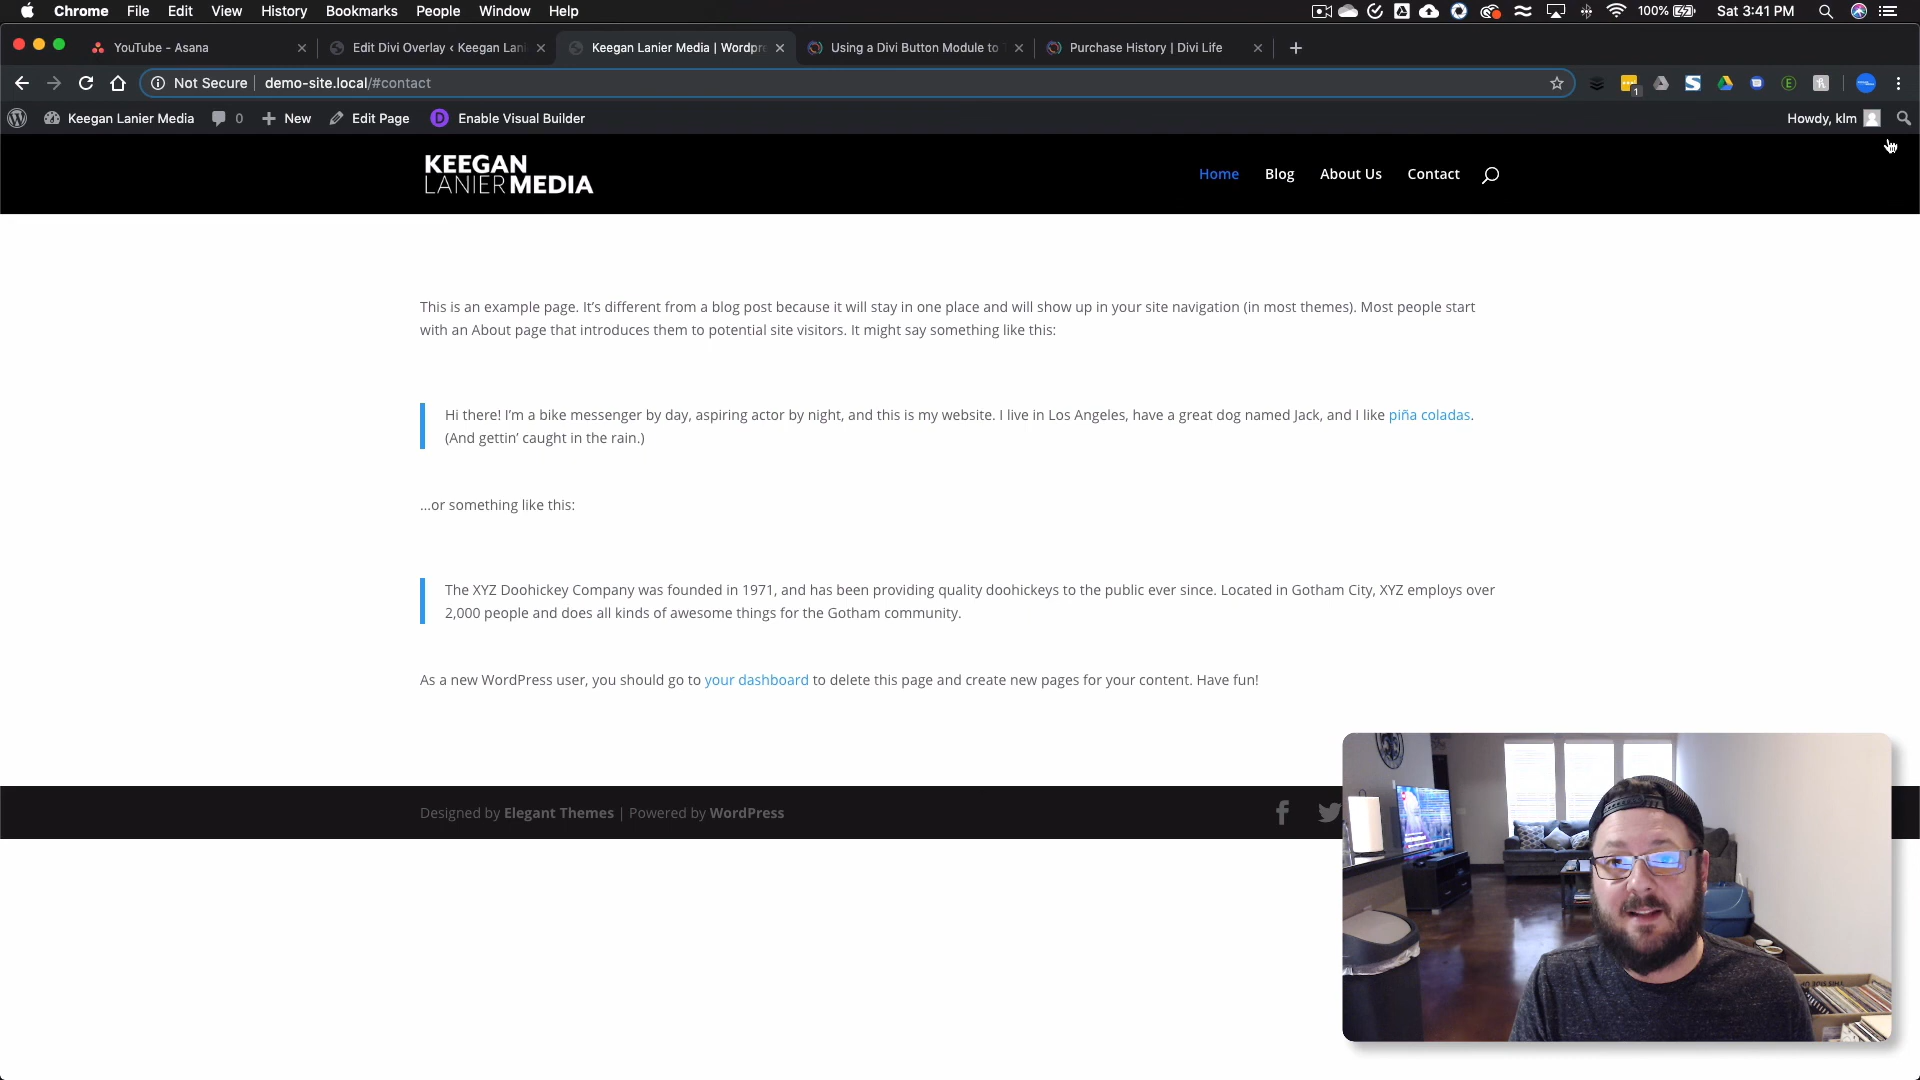 Chrome File Edit View History Bookmarks People Window Help 100% Sat 3:41 PM
YouTube - Asana Edit Divi Overlay ‹ Keegan Lani Keegan Lanier Media | Wordpre Using a Divi Button Module to T Purchase History | Divi Life
Not Secure demo-site.local/#contact
Keegan Lanier Media 0 New Edit Page Enable Visual Builder Howdy, klm
KEEGAN
LANIERMEDIA
Home Blog About Us Contact
This is an example page. It's different from a blog post because it will stay in one place and will show up in your site navigation (in most themes). Most people start
with an About page that introduces them to potential site visitors. It might say something like this:
Hi there! I'm a bike messenger by day, aspiring actor by night, and this is my website. I live in Los Angeles, have a great dog named Jack, and I like piña coladas.
(And gettin' caught in the rain.)
...or something like this:
The XYZ Doohickey Company was founded in 1971, and has been providing quality doohickeys to the public ever since. Located in Gotham City, XYZ employs over
2,000 people and does all kinds of awesome things for the Gotham community.
As a new WordPress user, you should go to your dashboard to delete this page and create new pages for your content. Have fun!
Designed by Elegant Themes | Powered by WordPress